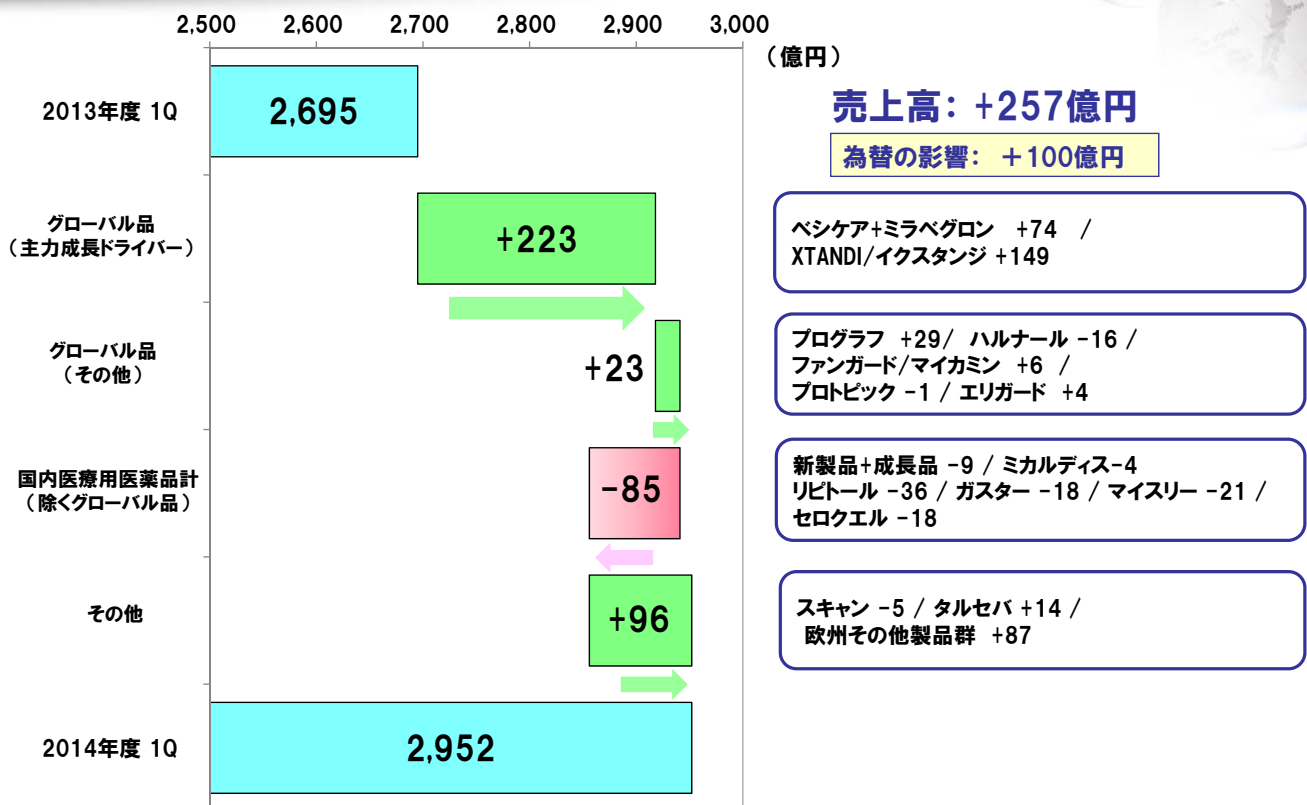 2,500 2,600 2,700 2,800 2,900 3,000
（億円）
売上高： +257億円
為替の影響： ＋100億円
2013年度 1Q
2,695
グローバル品
（主力成長ドライバー）
+223
ベシケア+ミラベグロン +74 /
XTANDI/イクスタンジ +149
グローバル品
（その他）
+23
プログラフ +29/ ハルナール -16 /
ファンガード/マイカミン +6 /
プロトピック -1 / エリガード +4
国内医療用医薬品計
（除くグローバル品）
-85
新製品+成長品 -9 / ミカルディス-4
リピトール -36 / ガスター -18 / マイスリー -21 /
セロクエル -18
その他
+96
スキャン -5 / タルセバ +14 /
欧州その他製品群 +87
2014年度 1Q
2,952